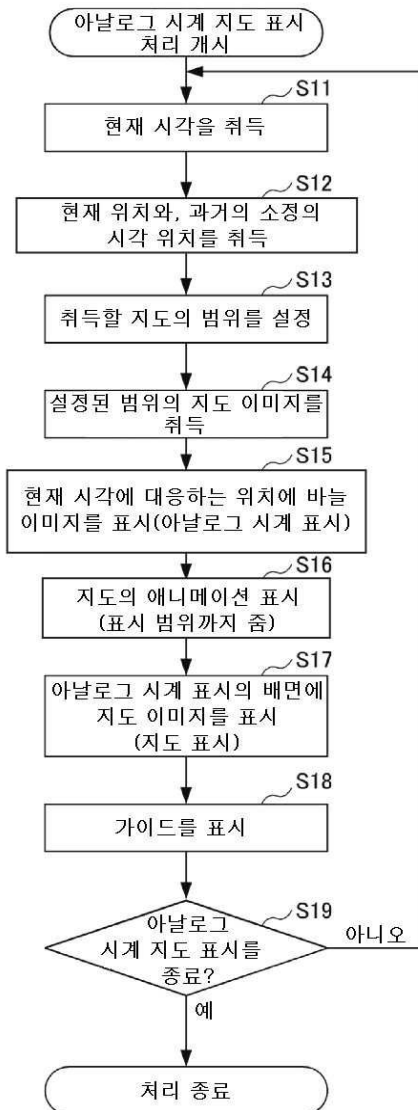 아날로그 시계 지도 표시
처리 개시
S11
현재 시각을 취득
S12
현재 위치와, 과거의 소정의
시각 위치를 취득
S13
취득할 지도의 범위를 설정
S14
설정된 범위의 지도 이미지를
취득
S15
현재 시각에 대응하는 위치에 바늘
이미지를 표시(아날로그 시계 표시)
S16
지도의 애니메이션 표시
(표시 범위까지 줌)
S17
아날로그 시계 표시의 배면에
지도 이미지를 표시
(지도 표시)
S18
가이드를 표시
S19
아날로그
시계 지도 표시를
종료?
아니오
예
처리 종료